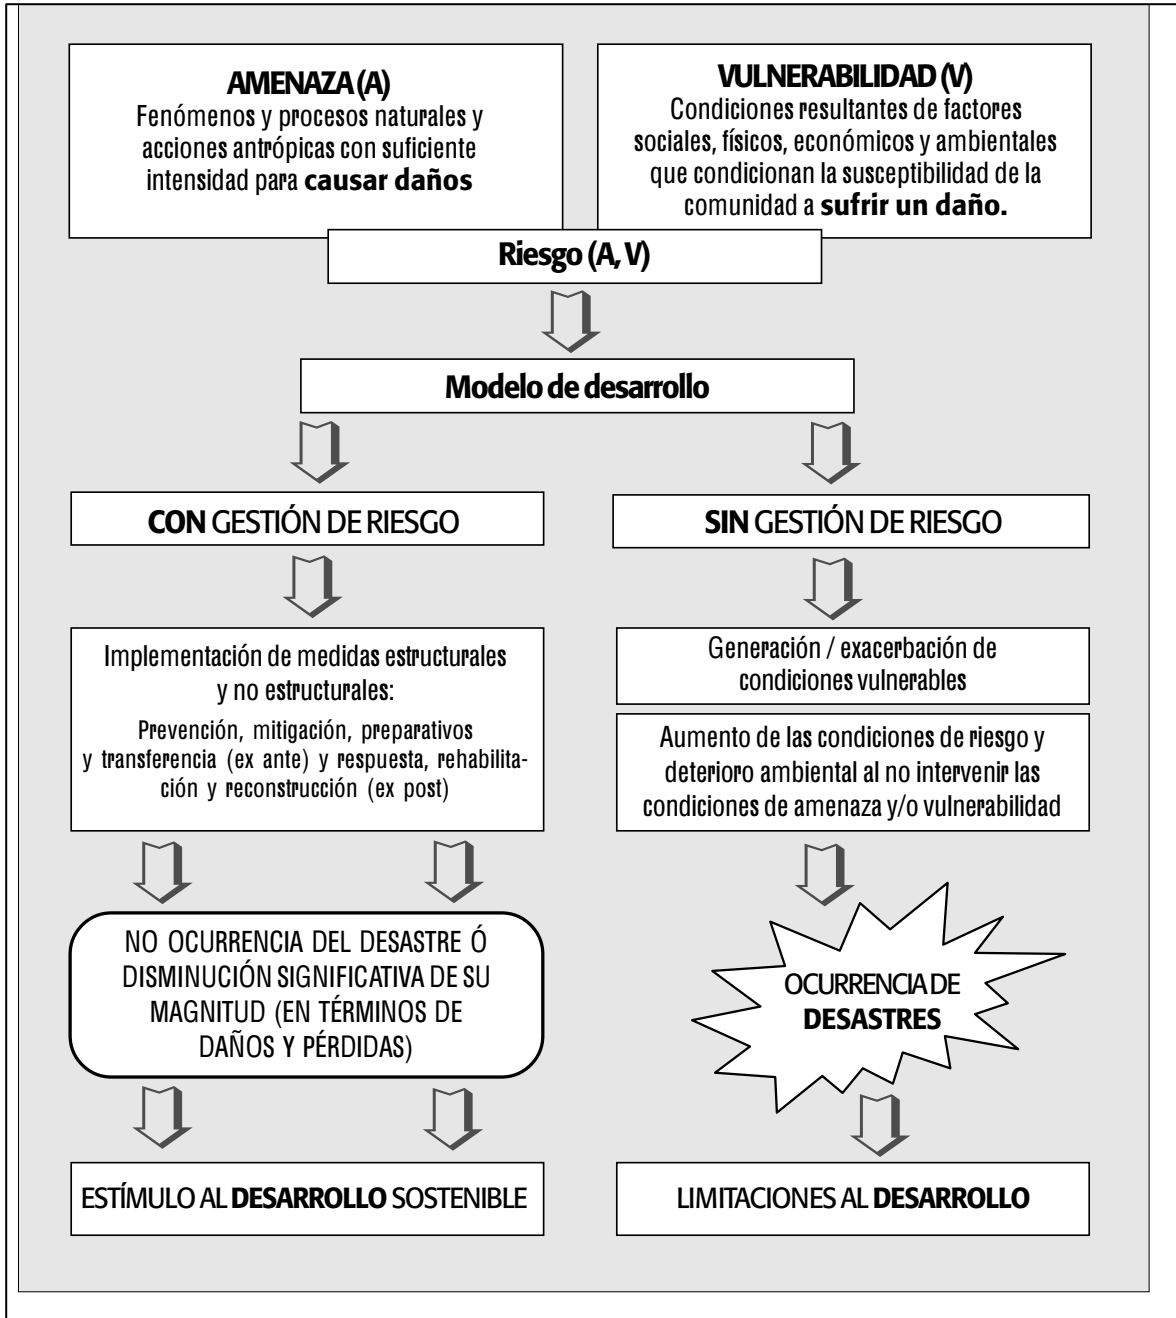 AMENAZA (A)
Fenómenos y procesos naturales y
acciones antrópicas con suficiente
intensidad para causar daños
VULNERABILIDAD (V)
Condiciones resultantes de factores
sociales, físicos, económicos y ambientales
que condicionan la susceptibilidad de la
comunidad a sufrir un daño.
Riesgo (A, V)
Modelo de desarrollo
CON GESTIÓN DE RIESGO
SIN GESTIÓN DE RIESGO
Implementación de medidas estructurales
y no estructurales:
Prevención, mitigación, preparativos
y transferencia (ex ante) y respuesta, rehabilita-
ción y reconstrucción (ex post)
Generación / exacerbación de
condiciones vulnerables
Aumento de las condiciones de riesgo y
deterioro ambiental al no intervenir las
condiciones de amenaza y/o vulnerabilidad
NO OCURRENCIA DEL DESASTRE Ó
DISMINUCIÓN SIGNIFICATIVA DE SU
MAGNITUD (EN TÉRMINOS DE
DAÑOS Y PÉRDIDAS)
OCURRENCIA DE
DESASTRES
ESTÍMULO AL DESARROLLO SOSTENIBLE
LIMITACIONES AL DESARROLLO